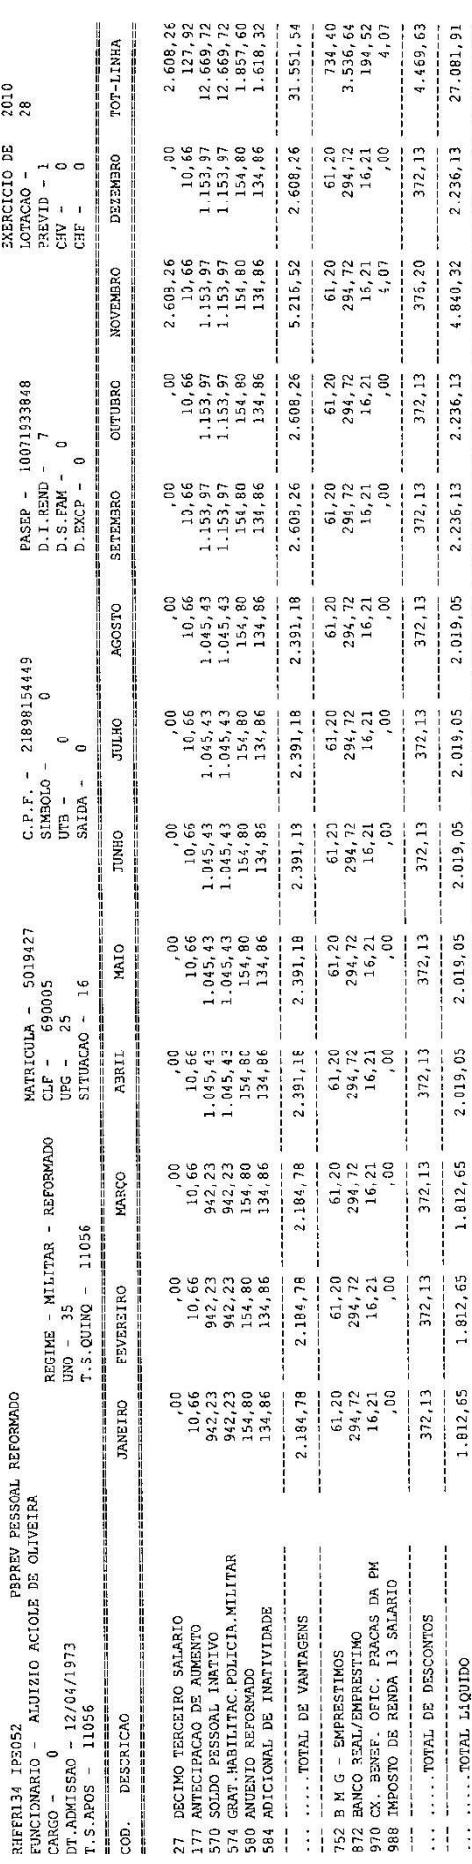 RHFFR134 IPE052 PBPREV PESSOAL REFORMADO EXERCICIO DE 2010
FUNCIONARIO - ALUIZIO ACIOLE DE OLIVEIRA MATRICULA - 5019427 C.P.F. - 21898154449 PASEP - 10071933848 LOTACAO - 28
CARGO - 0 REGIME - MILITAR - REFORMADO CLF - 690005 SIMBOLO - 0 D.I.REND - 7 PREVID - 1
DT.ADMISSAO - 12/04/1973 UNO - 35 UPG - 25 UTB - 0 D.S.FAM - 0 CHV - 0
T.S.APOS - 11056 T.S.QUINQ - 11056 SITUACAO - 16 SAIDA - 0 D.EXCP - 0 CHF - 0
COD. DESCRICAO JANEIRO FEVEREIRO MARÇO ABRIL MAIO JUNHO JULHO AGOSTO SETEMBRO OUTUBRO NOVEMBRO DEZEMBRO TOT-LINHA
27 DECIMO TERCEIRO SALARIO ,00 ,00 ,00 ,00 ,00 ,00 ,00 ,00 ,00 ,00 2.608,26 ,00 2.608,26
177 ANTECIPACAO DE AUMENTO 10,66 10,66 10,66 10,66 10,66 10,66 10,66 10,66 10,66 10,66 10,66 10,66 127,92
570 SOLDO PESSOAL INATIVO 942,23 942,23 942,23 1.045,43 1.045,43 1.045,43 1.045,43 1.045,43 1.153,97 1.153,97 1.153,97 1.153,97 12.669,72
574 GRAT.HABILITAC.POLICIA.MILITAR 942,23 942,23 942,23 1.045,43 1.045,43 1.045,43 1.045,43 1.045,43 1.153,97 1.153,97 1.153,97 1.153,97 12.669,72
580 ANUENIO REFORMADO 154,80 154,80 154,80 154,80 154,80 154,80 154,80 154,80 154,80 154,80 154,80 154,80 1.857,60
584 ADICIONAL DE INATIVIDADE 134,86 134,86 134,86 134,86 134,86 134,86 134,86 134,86 134,86 134,86 134,86 134,86 1.618,32
... .....TOTAL DE VANTAGENS 2.184,78 2.184,78 2.184,78 2.391,18 2.391,18 2.391,18 2.391,18 2.391,18 2.608,26 2.608,26 5.216,52 2.608,26 31.551,54
752 B M G - EMPRESTIMOS 61,20 61,20 61,20 61,20 61,20 61,20 61,20 61,20 61,20 61,20 61,20 61,20 734,40
872 BANCO REAL/EMPRESTIMO 294,72 294,72 294,72 294,72 294,72 294,72 294,72 294,72 294,72 294,72 294,72 294,72 3.536,64
970 CX. BENEF. OFIC. PRACAS DA PM 16,21 16,21 16,21 16,21 16,21 16,21 16,21 16,21 16,21 16,21 16,21 16,21 194,52
988 IMPOSTO DE RENDA 13 SALARIO ,00 ,00 ,00 ,00 ,00 ,00 ,00 ,00 ,00 ,00 4,07 ,00 4,07
... .....TOTAL DE DESCONTOS 372,13 372,13 372,13 372,13 372,13 372,13 372,13 372,13 372,13 372,13 376,20 372,13 4.469,63
... .....TOTAL LIQUIDO 1.812,65 1.812,65 1.812,65 2.019,05 2.019,05 2.019,05 2.019,05 2.019,05 2.236,13 2.236,13 4.840,32 2.236,13 27.081,91